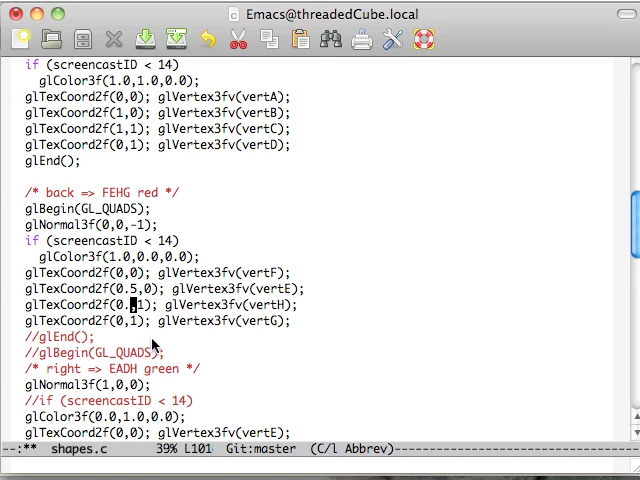 Emacs@threadedCube.local
if (screencastID < 14)
glColor3f(1.0,1.0,0.0);
glTexCoord2f(0,0); glVertex3fv(vertA);
glTexCoord2f(1,0); glVertex3fv(vertB);
glTexCoord2f(1,1); glVertex3fv(vertC);
glTexCoord2f(0,1); glVertex3fv(vertD);
glEnd();
/* back => FEHG red */
glBegin(GL_QUADS);
glNormal3f(0,0,-1);
if (screencastID < 14)
glColor3f(1.0,0.0,0.0);
glTexCoord2f(0,0); glVertex3fv(vertF);
glTexCoord2f(0.5,0); glVertex3fv(vertE);
glTexCoord2f(0.,1); glVertex3fv(vertH);
glTexCoord2f(0,1); glVertex3fv(vertG);
//glEnd();
//glBegin(GL_QUADS);
/* right => EADH green */
glNormal3f(1,0,0);
//if (screencastID < 14)
glColor3f(0.0,1.0,0.0);
glTexCoord2f(0,0); glVertex3fv(vertE);
--:** shapes.c 39% L101 Git:master (C/l Abbrev)--------------------------------